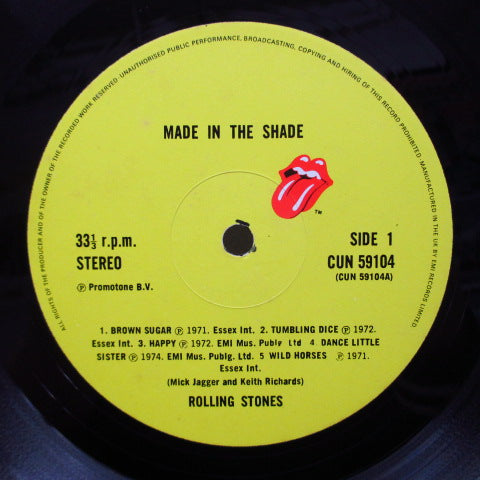 ALL RIGHTS OF THE PRODUCER AND OF THE OWNER OF THE RECORDED WORK RESERVED. UNAUTHORISED PUBLIC PERFORMANCE, BROADCASTING, COPYING AND HIRING OF THIS RECORD PROHIBITED. MANUFACTURED IN THE UK BY EMI RECORDS LIMITED
MADE IN THE SHADE
TM
33⅓ r.p.m. SIDE 1
STEREO CUN 59104
(CUN 59104A)
Ⓟ Promotone B.V.
1. BROWN SUGAR Ⓟ 1971. Essex Int. 2. TUMBLING DICE Ⓟ 1972.
Essex Int. 3. HAPPY Ⓟ 1972. EMI Mus. Publg Ltd 4 DANCE LITTLE
SISTER Ⓟ 1974. EMI Mus. Publg. Ltd. 5 WILD HORSES Ⓟ 1971.
Essex Int.
(Mick Jagger and Keith Richards)
ROLLING STONES